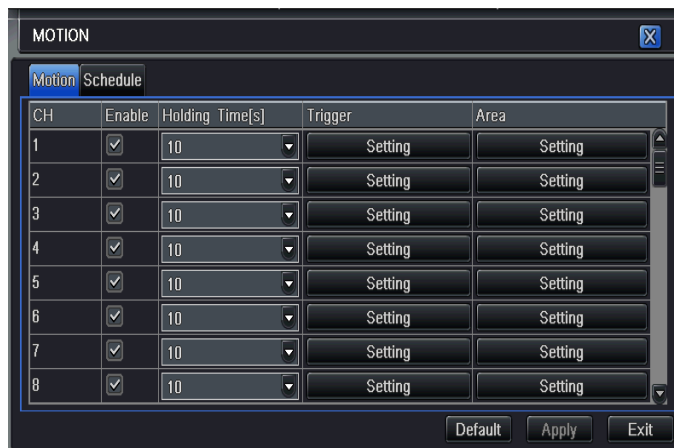 MOTION
Motion Schedule
CH Enable Holding Time[s] Trigger Area
1 10 Setting Setting
2 10 Setting Setting
3 10 Setting Setting
4 10 Setting Setting
5 10 Setting Setting
6 10 Setting Setting
7 10 Setting Setting
8 10 Setting Setting
Default Apply Exit